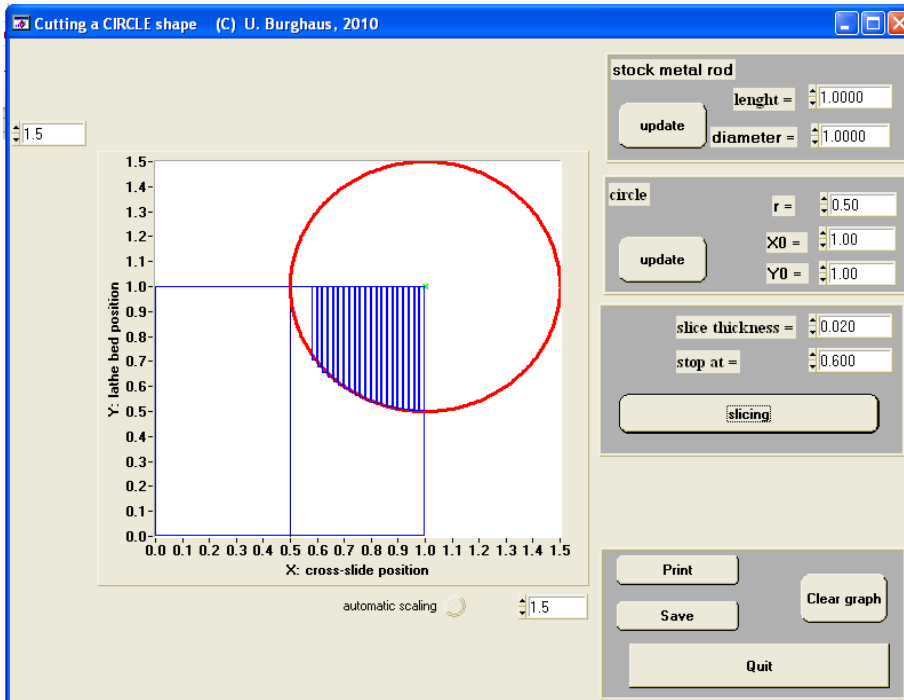 Cutting a CIRCLE shape (C) U. Burghaus, 2010
1.5
stock metal rod
lenght = 1.0000
update
diameter = 1.0000
circle
r = 0.50
X0 = 1.00
update
Y0 = 1.00
slice thickness = 0.020
stop at = 0.600
slicing
Y: lathe bed position
1.5
1.4
1.3
1.2
1.1
1.0
0.9
0.8
0.7
0.6
0.5
0.4
0.3
0.2
0.1
0.0
0.0 0.1 0.2 0.3 0.4 0.5 0.6 0.7 0.8 0.9 1.0 1.1 1.2 1.3 1.4 1.5
X: cross-slide position
automatic scaling 1.5
Print
Save
Clear graph
Quit